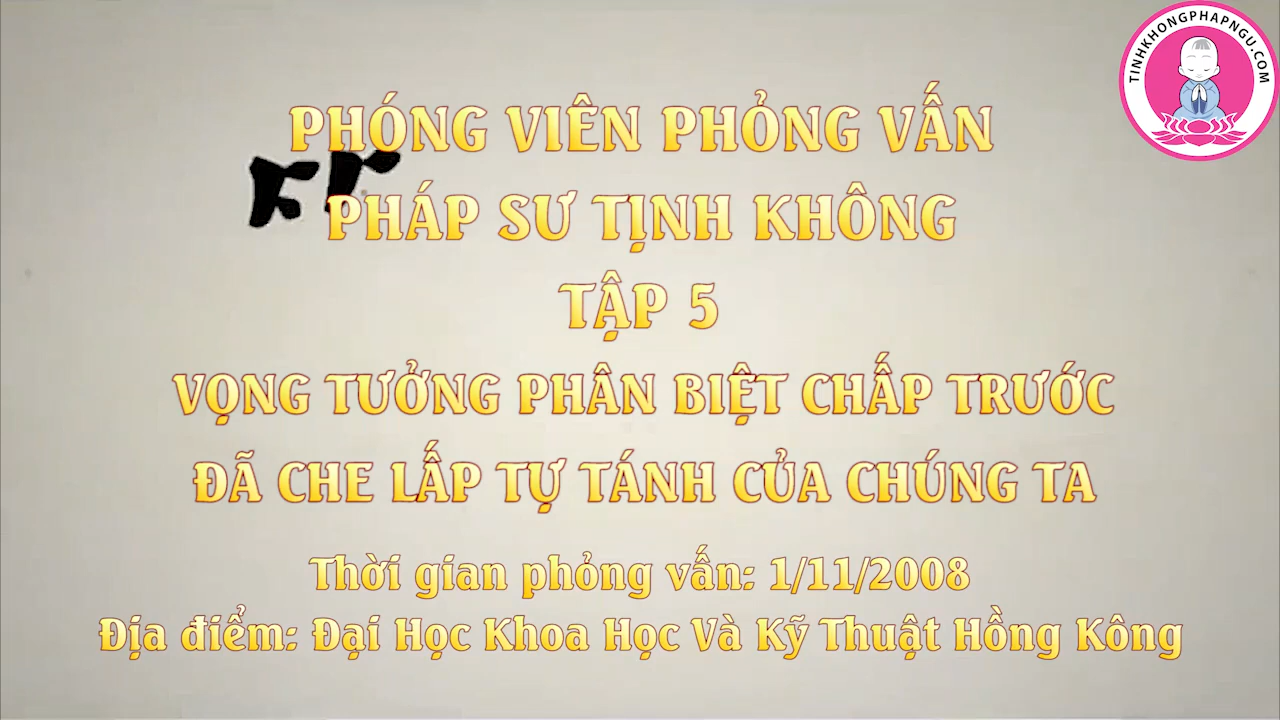 TINHKHONGPHAPNGU.COM
PHÓNG VIÊN PHỎNG VẤN
PHÁP SƯ TỊNH KHÔNG
TẬP 5
VỌNG TƯỞNG PHÂN BIỆT CHẤP TRƯỚC
ĐÃ CHE LẤP TỰ TÁNH CỦA CHÚNG TA
Thời gian phỏng vấn: 1/11/2008
Địa điểm: Đại Học Khoa Học Và Kỹ Thuật Hồng Kông